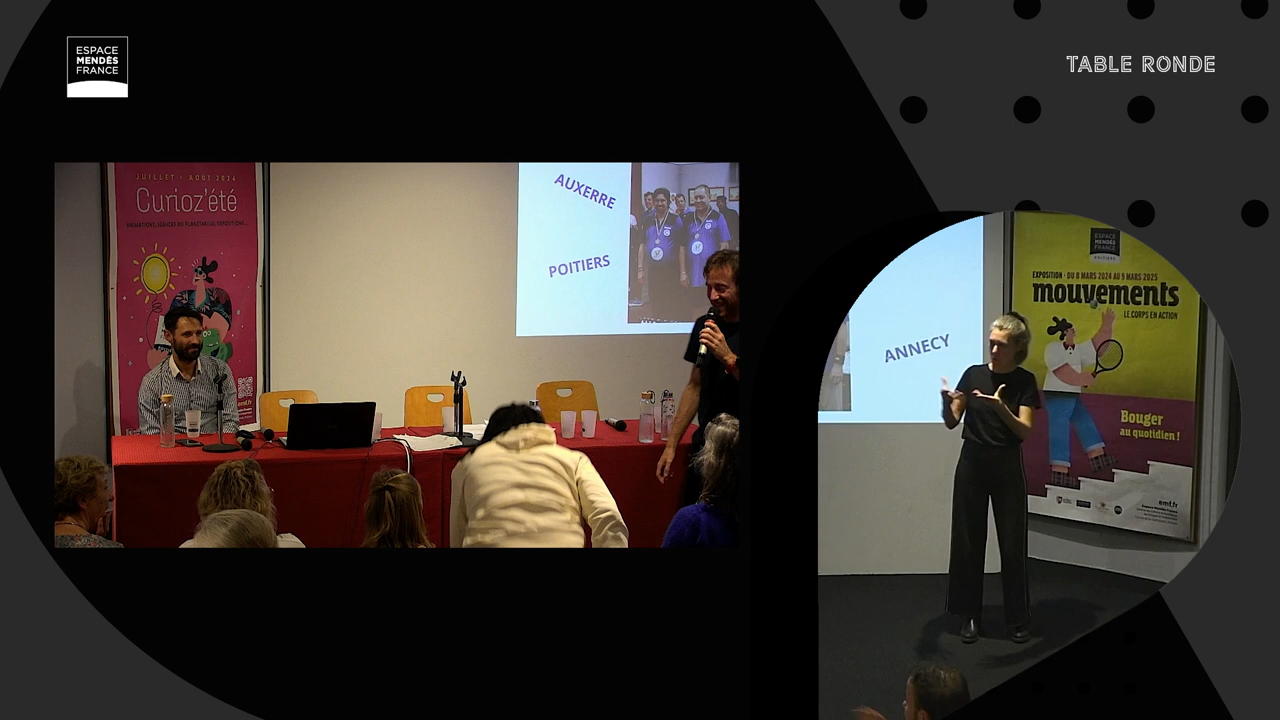 ESPACE
MENDÈS
FRANCE
TABLE RONDE
JUILLET • AOÛT 2024
Curioz'été
AUXERRE
POITIERS
ANNECY
ESPACE
MENDÈS
FRANCE
POITIERS
EXPOSITION • DU 8 MARS 2024 AU 9 MARS 2025
mouvements
LE CORPS EN ACTION
Bouger
au quotidien !
emf.fr